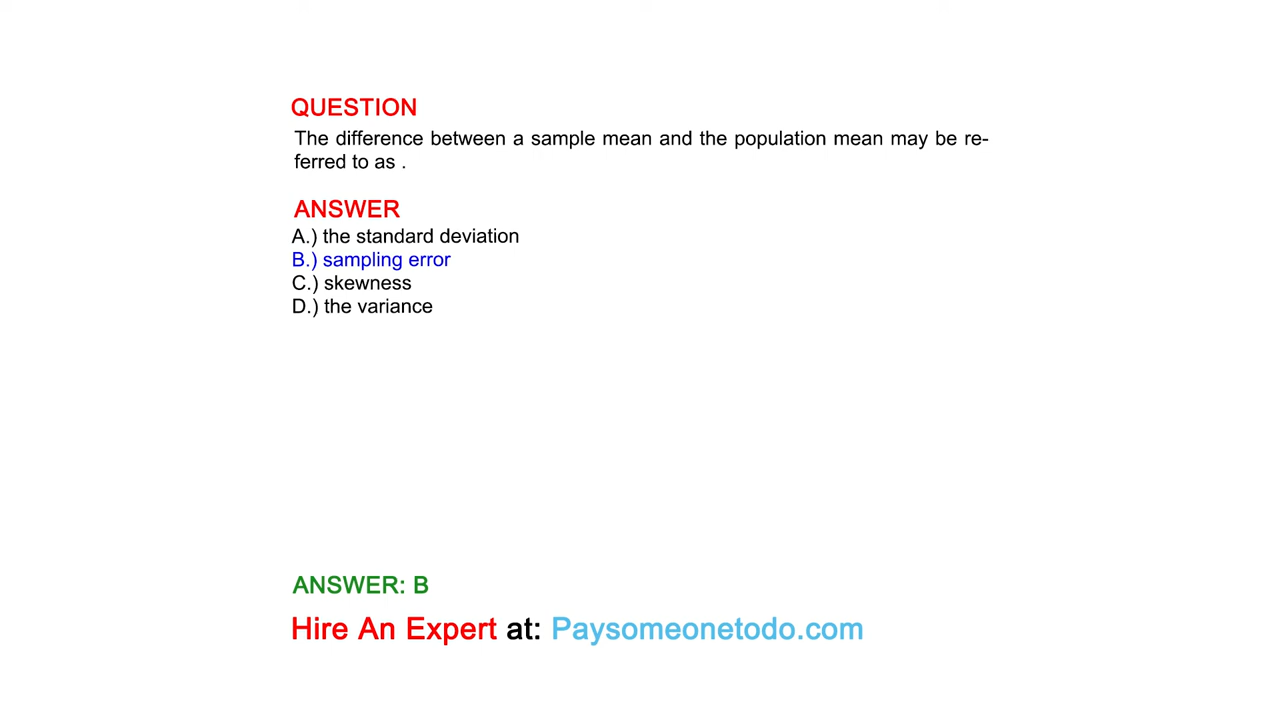 QUESTION
The difference between a sample mean and the population mean may be re-
ferred to as .
ANSWER
A.) the standard deviation
B.) sampling error
C.) skewness
D.) the variance
ANSWER: B
Hire An Expert at: Paysomeonetodo.com